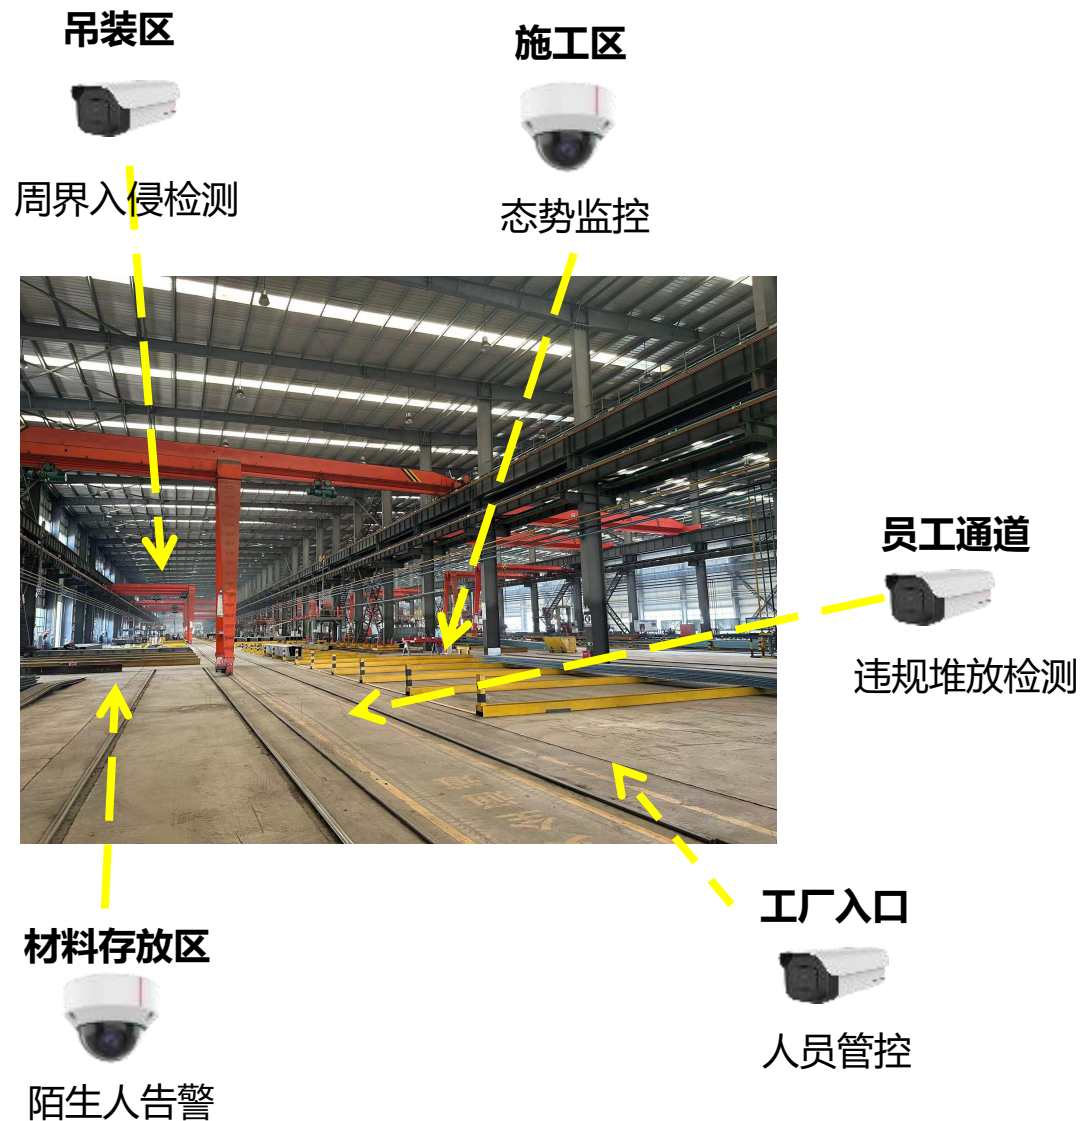 吊装区
施工区
周界入侵检测
态势监控
员工通道
违规堆放检测
工厂入口
材料存放区
人员管控
陌生人告警